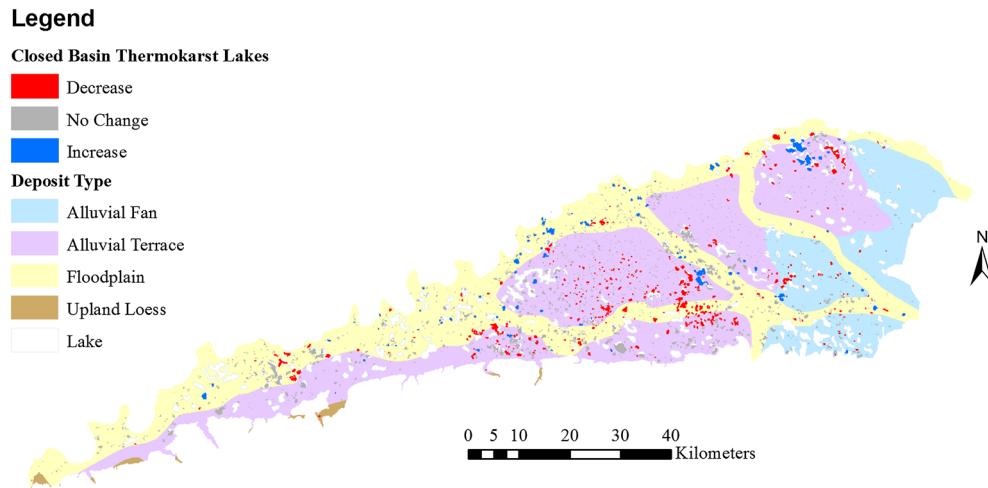 Legend
Closed Basin Thermokarst Lakes
Decrease
No Change
Increase
Deposit Type
Alluvial Fan
Alluvial Terrace
Floodplain
Upland Loess
Lake
N
0 5 10 20 30 40
Kilometers